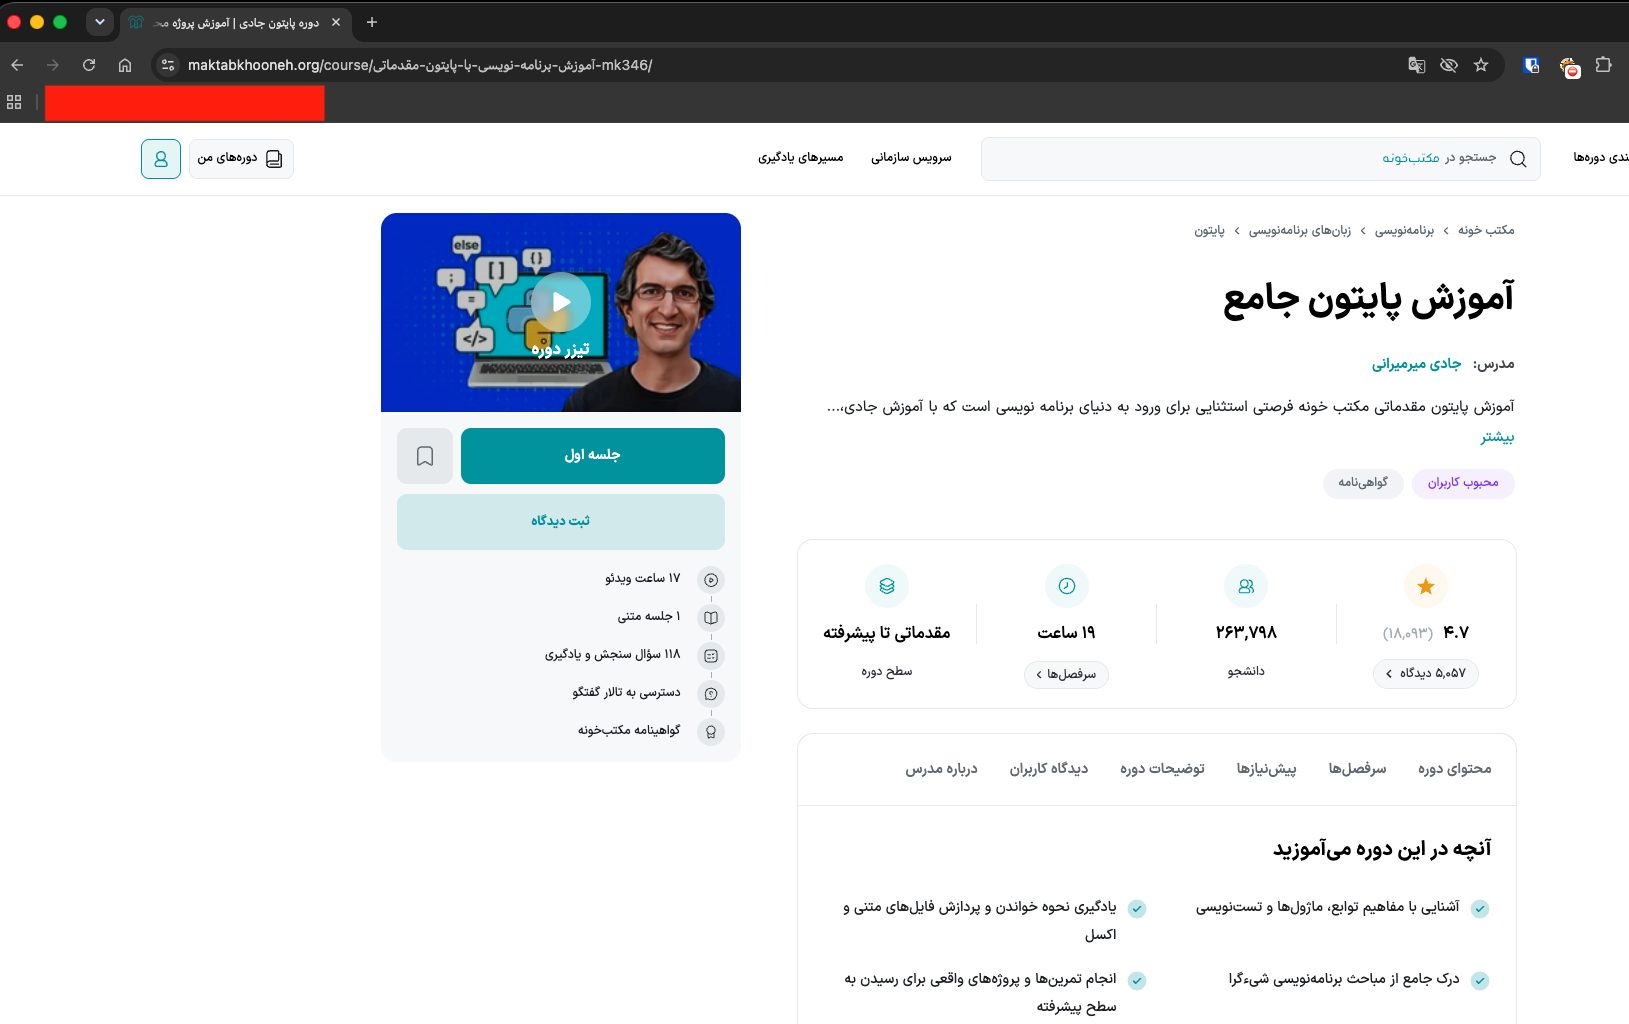 دوره پایتون جادی | آموزش پروژه
maktabkhooneh.org/course/آموزش-برنامه-نویسی-با-پایتون-مقدماتی-mk346/
ندی دوره‌ها
جستجو در مکتب‌خونه
سرویس سازمانی
مسیرهای یادگیری
دوره‌های من
مکتب خونه
برنامه‌نویسی
زبان‌های برنامه‌نویسی
پایتون
آموزش پایتون جامع
مدرس: جادی میرمیرانی
آموزش پایتون مقدماتی مکتب خونه فرصتی استثنایی برای ورود به دنیای برنامه نویسی است که با آموزش جادی،...
بیشتر
محبوب کاربران
گواهی‌نامه
else
{}
[ ]
;
=
</>
تیزر دوره
جلسه اول
ثبت دیدگاه
۱۷ ساعت ویدئو
۱ جلسه متنی
۱۱۸ سؤال سنجش و یادگیری
دسترسی به تالار گفتگو
گواهینامه مکتب‌خونه
۴.۷ (۱۸,۰۹۳)
۵,۰۵۷ دیدگاه
۲۶۳,۷۹۸
دانشجو
۱۹ ساعت
سرفصل‌ها
مقدماتی تا پیشرفته
سطح دوره
محتوای دوره
سرفصل‌ها
پیش‌نیازها
توضیحات دوره
دیدگاه کاربران
درباره مدرس
آنچه در این دوره می‌آموزید
آشنایی با مفاهیم توابع، ماژول‌ها و تست‌نویسی
یادگیری نحوه خواندن و پردازش فایل‌های متنی و
اکسل
درک جامع از مباحث برنامه‌نویسی شیءگرا
انجام تمرین‌ها و پروژه‌های واقعی برای رسیدن به
سطح پیشرفته